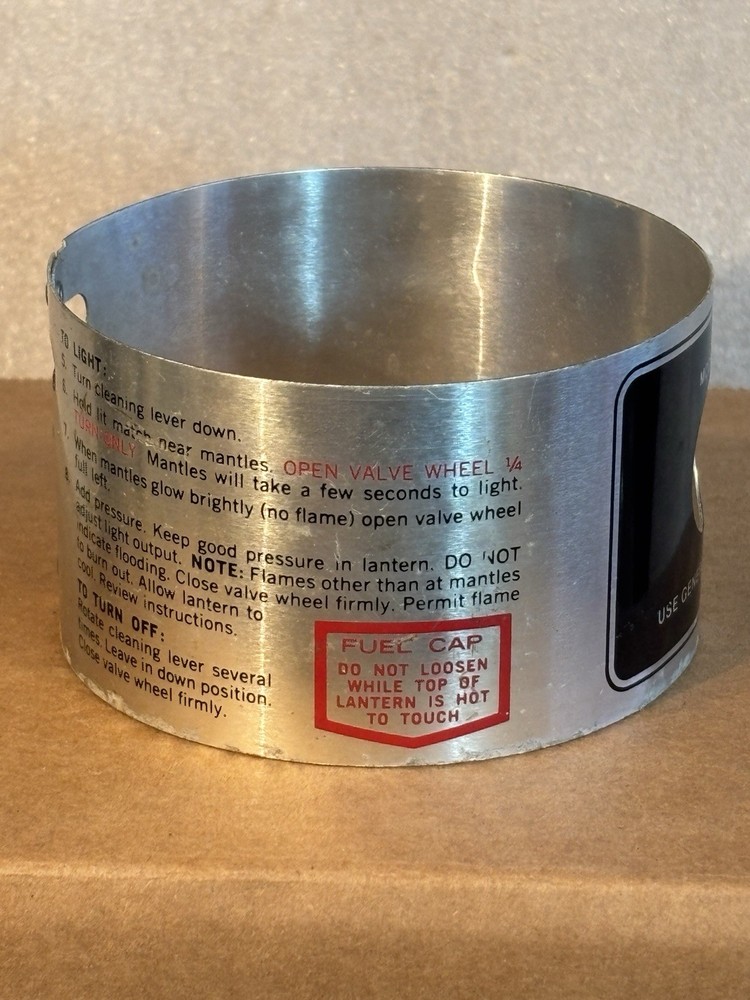 TO LIGHT:
5. Turn cleaning lever down.
6. Hold lit match near mantles. OPEN VALVE WHEEL ¼
TURN ONLY. Mantles will take a few seconds to light.
7. When mantles glow brightly (no flame) open valve wheel
full left.
8. Add pressure. Keep good pressure in lantern. DO NOT
adjust light output. NOTE: Flames other than at mantles
indicate flooding. Close valve wheel firmly. Permit flame
to burn out. Allow lantern to
cool. Review instructions.
TO TURN OFF:
Rotate cleaning lever several
times. Leave in down position.
Close valve wheel firmly.
FUEL CAP
DO NOT LOOSEN
WHILE TOP OF
LANTERN IS HOT
TO TOUCH
USE